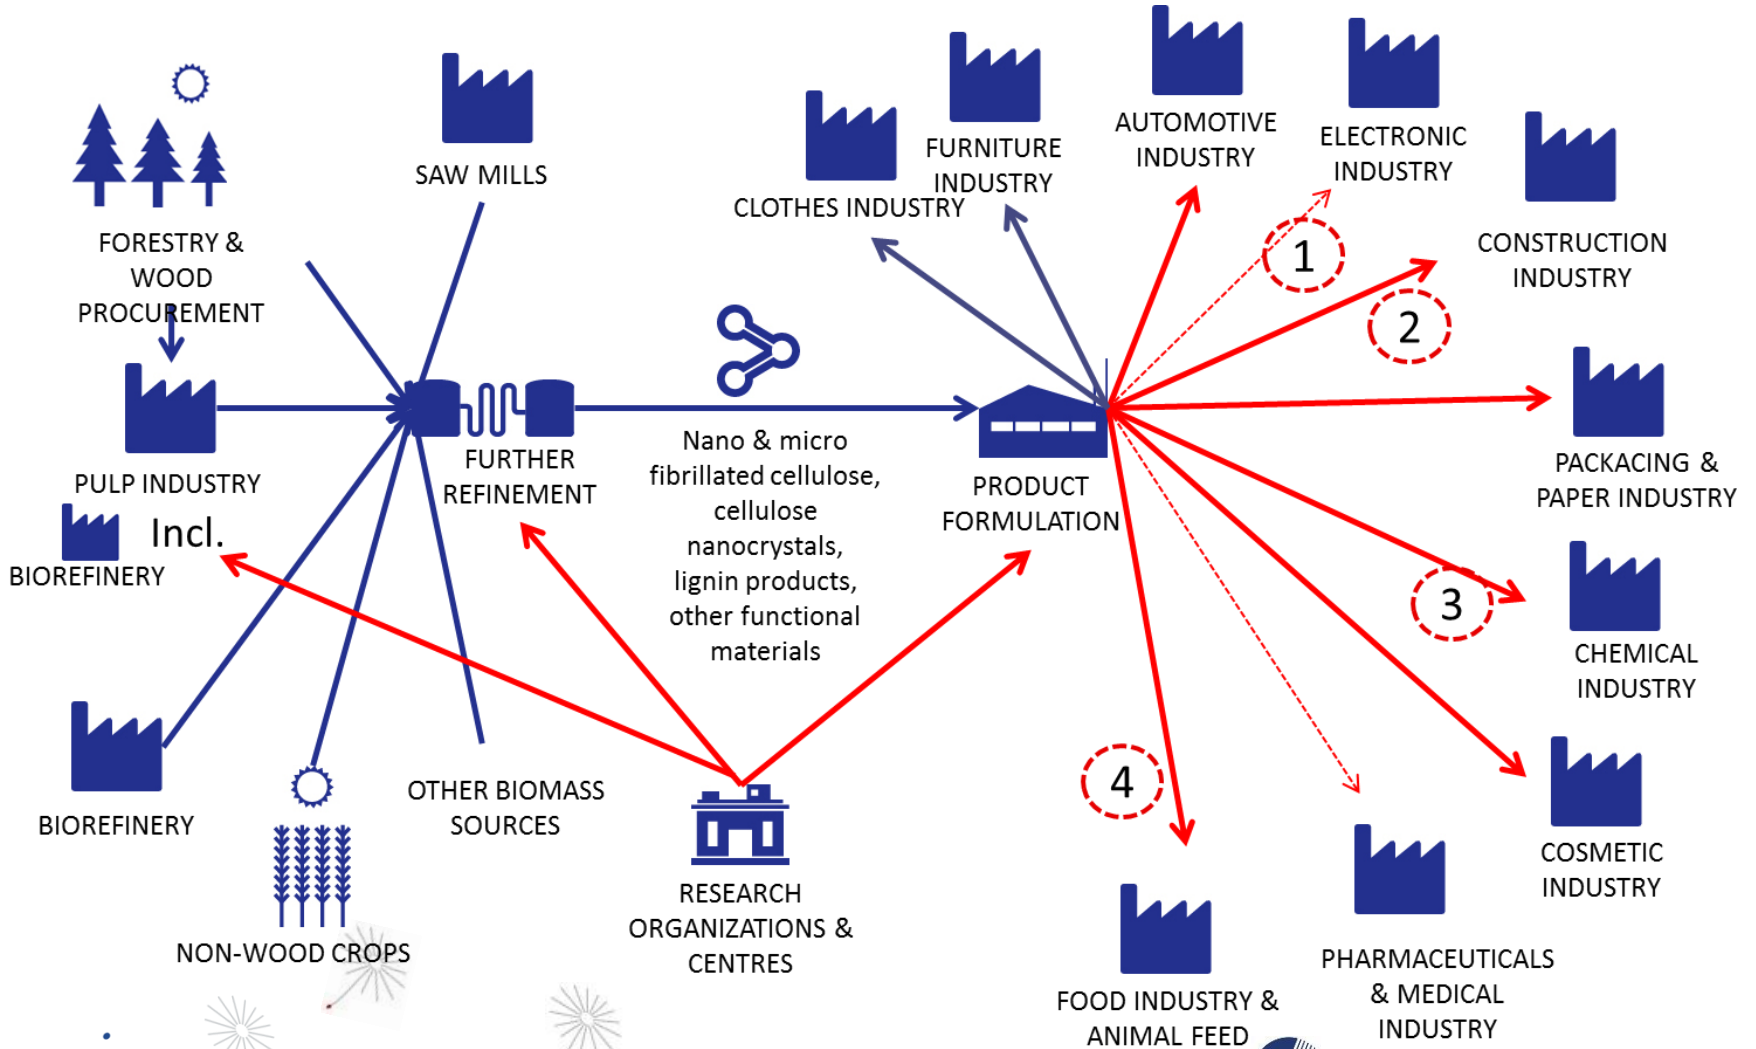 FORESTRY &
WOOD
PROCUREMENT
SAW MILLS
PULP INDUSTRY
Incl.
BIOREFINERY
FURTHER
REFINEMENT
BIOREFINERY
NON-WOOD CROPS
OTHER BIOMASS
SOURCES
Nano & micro
fibrillated cellulose,
cellulose
nanocrystals,
lignin products,
other functional
materials
RESEARCH
ORGANIZATIONS &
CENTRES
PRODUCT
FORMULATION
CLOTHES INDUSTRY
FURNITURE
INDUSTRY
AUTOMOTIVE
INDUSTRY
ELECTRONIC
INDUSTRY
1
CONSTRUCTION
INDUSTRY
2
PACKACING &
PAPER INDUSTRY
3
CHEMICAL
INDUSTRY
COSMETIC
INDUSTRY
4
PHARMACEUTICALS
& MEDICAL
INDUSTRY
FOOD INDUSTRY &
ANIMAL FEED